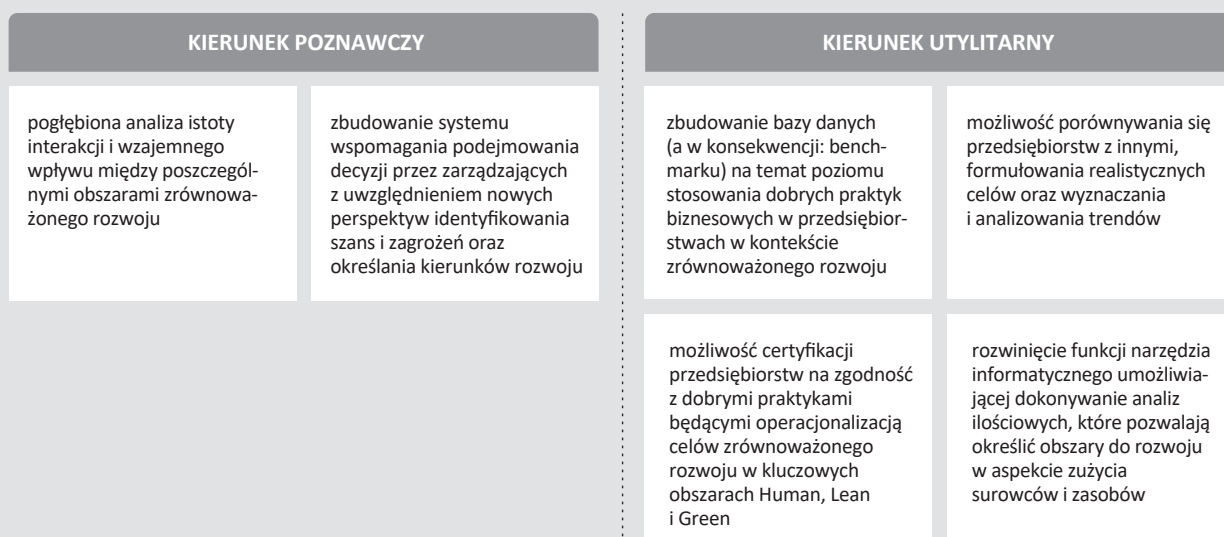 KIERUNEK POZNAWCZY
pogłębiona analiza istoty
interakcji i wzajemnego
wpływu między poszczegól-
nymi obszarami zrównowa-
żonego rozwoju
zbudowanie systemu
wspomagania podejmowania
decyzji przez zarządzających
z uwzględnieniem nowych
perspektyw identyfikowania
szans i zagrożeń oraz
określania kierunków rozwoju
KIERUNEK UTYLITARNY
zbudowanie bazy danych
(a w konsekwencji: bench-
marku) na temat poziomu
stosowania dobrych praktyk
biznesowych w przedsiębior-
stwach w kontekście
zrównoważonego rozwoju
możliwość porównywania się
przedsiębiorstw z innymi,
formułowania realistycznych
celów oraz wyznaczania
i analizowania trendów
możliwość certyfikacji
przedsiębiorstw na zgodność
z dobrymi praktykami
będącymi operacjonalizacją
celów zrównoważonego
rozwoju w kluczowych
obszarach Human, Lean
i Green
rozwinięcie funkcji narzędzia
informatycznego umożliwia-
jącej dokonywanie analiz
ilościowych, które pozwalają
określić obszary do rozwoju
w aspekcie zużycia
surowców i zasobów